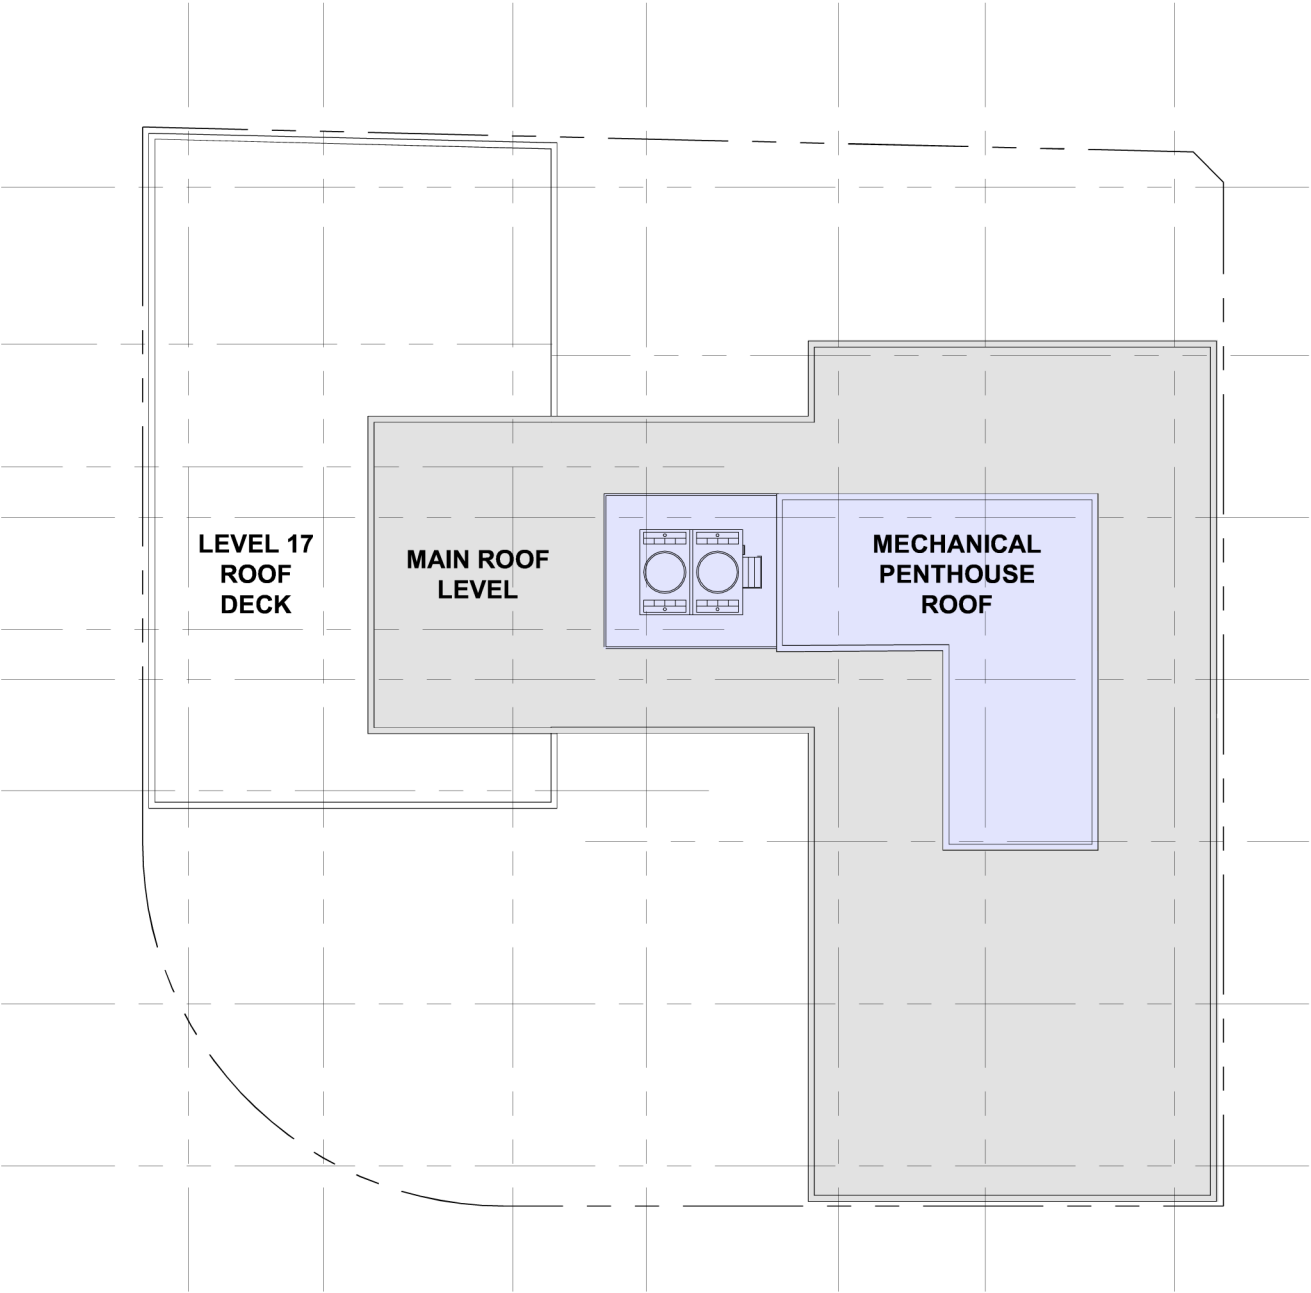 LEVEL 17
ROOF
DECK
MAIN ROOF
LEVEL
MECHANICAL
PENTHOUSE
ROOF